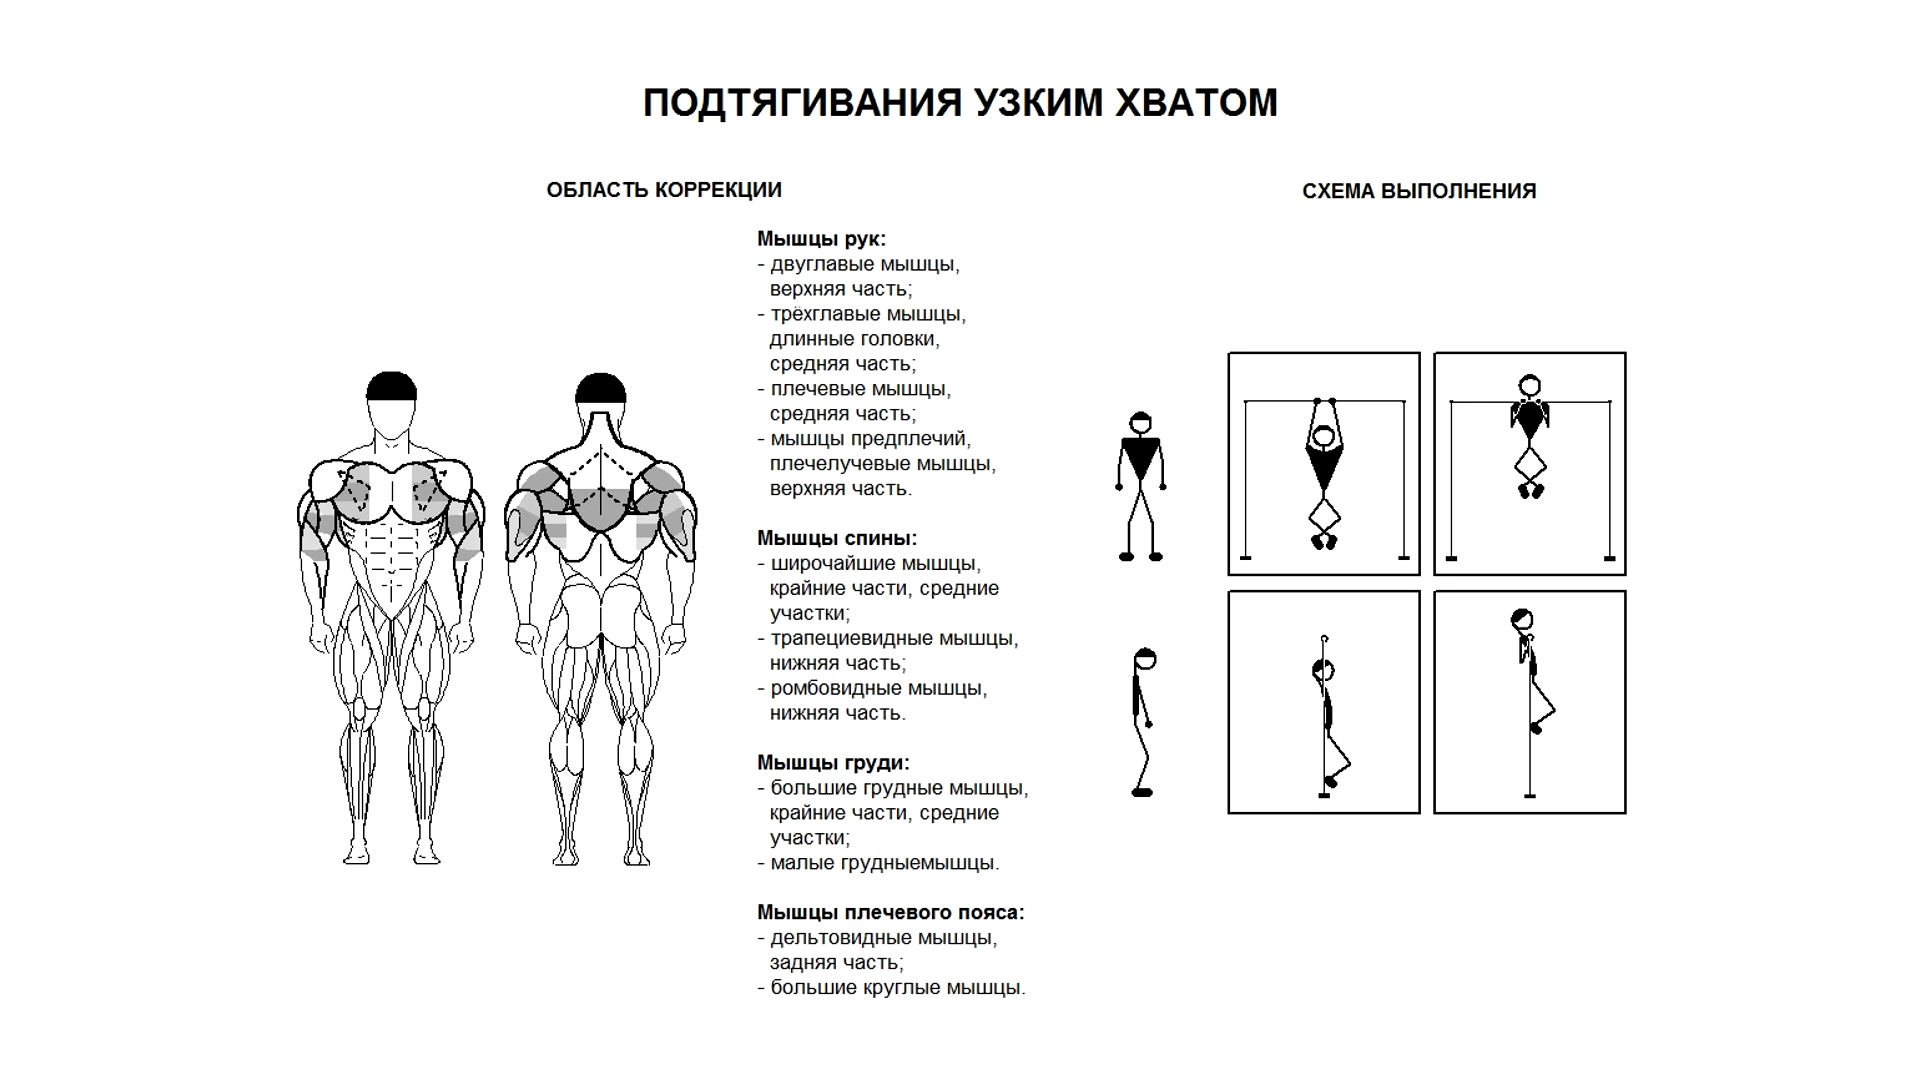 ПОДТЯГИВАНИЯ УЗКИМ ХВАТОМ
ОБЛАСТЬ КОРРЕКЦИИ
Мышцы рук:
- двуглавые мышцы,
верхняя часть;
- трёхглавые мышцы,
длинные головки,
средняя часть;
- плечевые мышцы,
средняя часть;
- мышцы предплечий,
плечелучевые мышцы,
верхняя часть.
Мышцы спины:
- широчайшие мышцы,
крайние части, средние
участки;
- трапециевидные мышцы,
нижняя часть;
- ромбовидные мышцы,
нижняя часть.
Мышцы груди:
- большие грудные мышцы,
крайние части, средние
участки;
- малые грудныемышцы.
Мышцы плечевого пояса:
- дельтовидные мышцы,
задняя часть;
- большие круглые мышцы.
СХЕМА ВЫПОЛНЕНИЯ